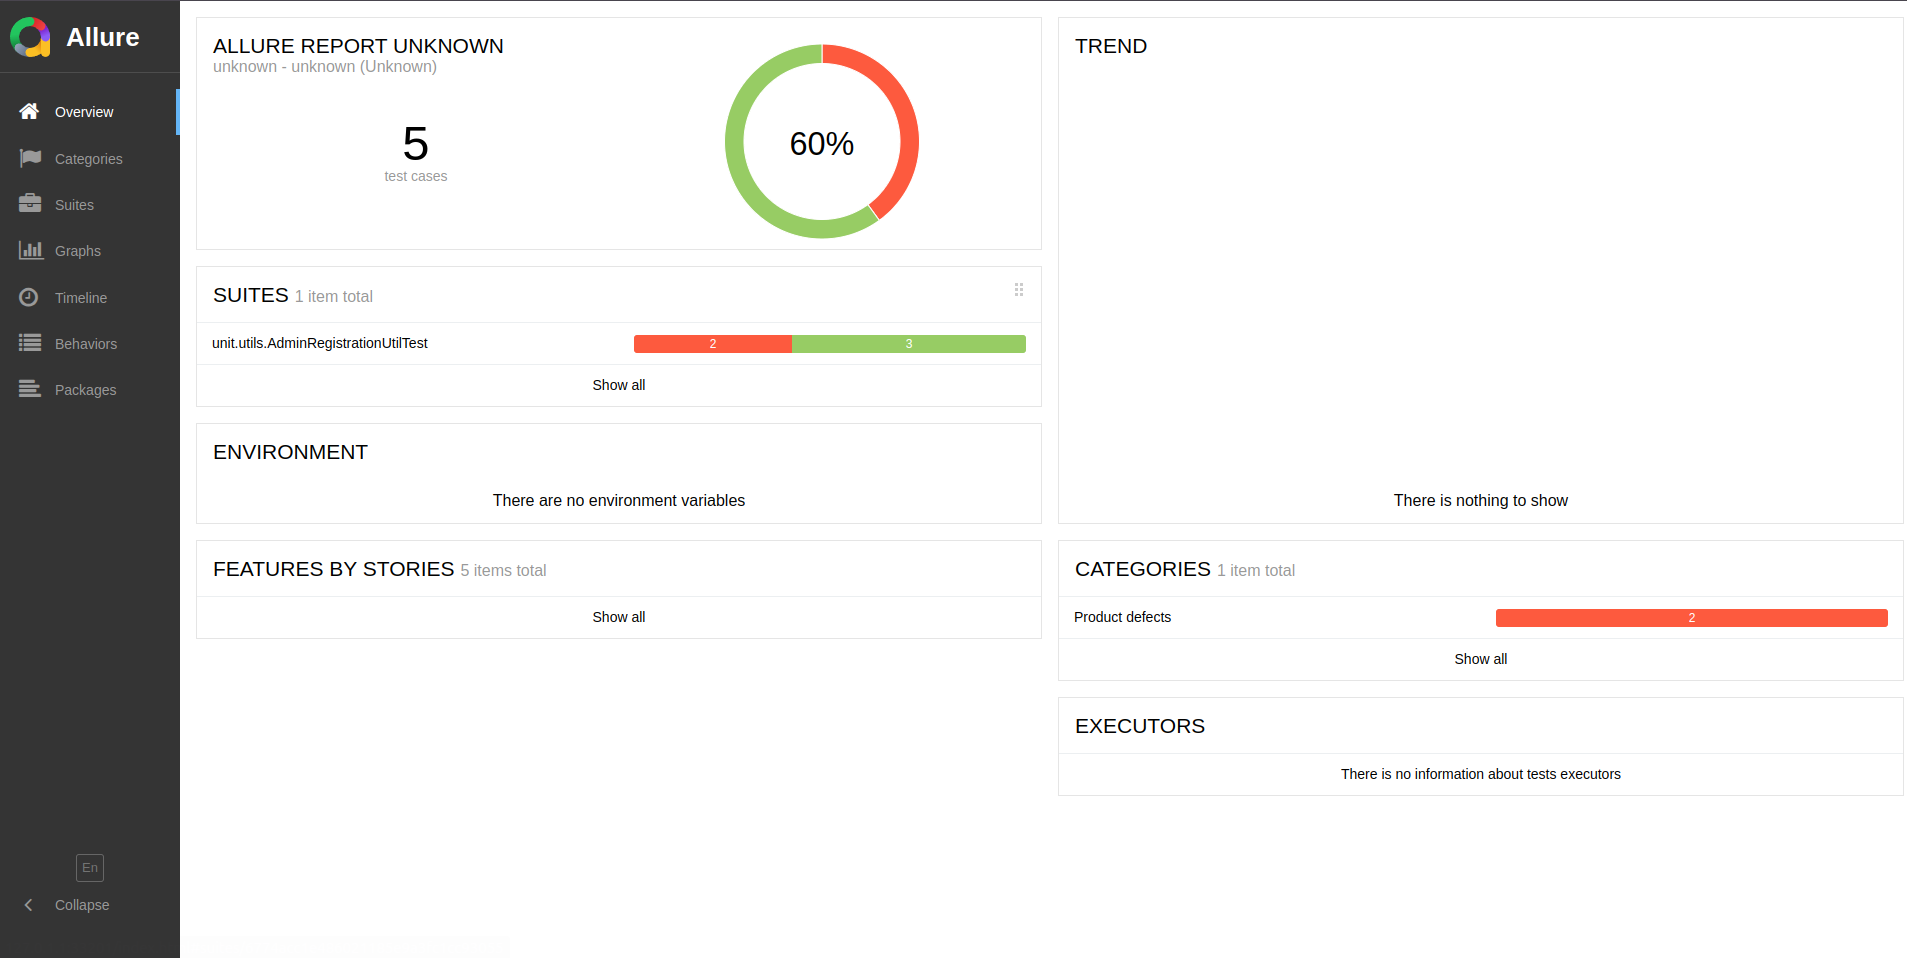 Allure
Overview
Categories
Suites
Graphs
Timeline
Behaviors
Packages
En
Collapse
ALLURE REPORT UNKNOWN
unknown - unknown (Unknown)
5
test cases
60%
SUITES 1 item total
unit.utils.AdminRegistrationUtilTest 2 3
Show all
ENVIRONMENT
There are no environment variables
FEATURES BY STORIES 5 items total
Show all
TREND
There is nothing to show
CATEGORIES 1 item total
Product defects 2
Show all
EXECUTORS
There is no information about tests executors